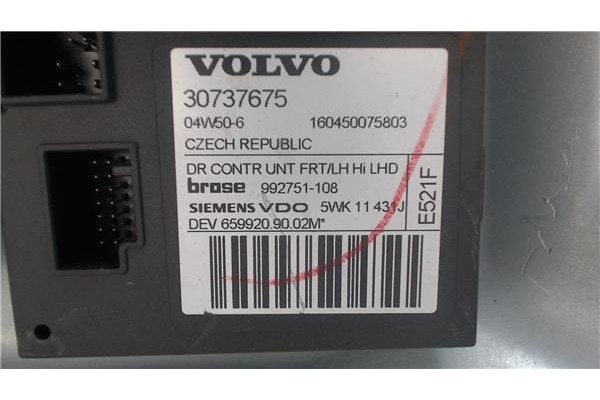 VOLVO
30737675
04W50-6 160450075803
CZECH REPUBLIC
DR CONTR UNT FRT/LH Hi LHD
brose 992751-108
SIEMENS VDO 5WK 11 431J
DEV 659920.90.02M*
E521F